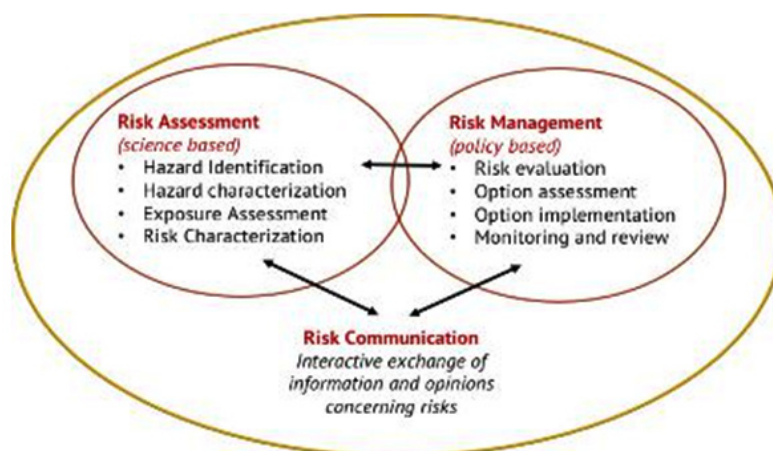 Risk Assessment
(science based)
• Hazard Identification
• Hazard characterization
• Exposure Assessment
• Risk Characterization
Risk Management
(policy based)
• Risk evaluation
• Option assessment
• Option implementation
• Monitoring and review
Risk Communication
Interactive exchange of
information and opinions
concerning risks